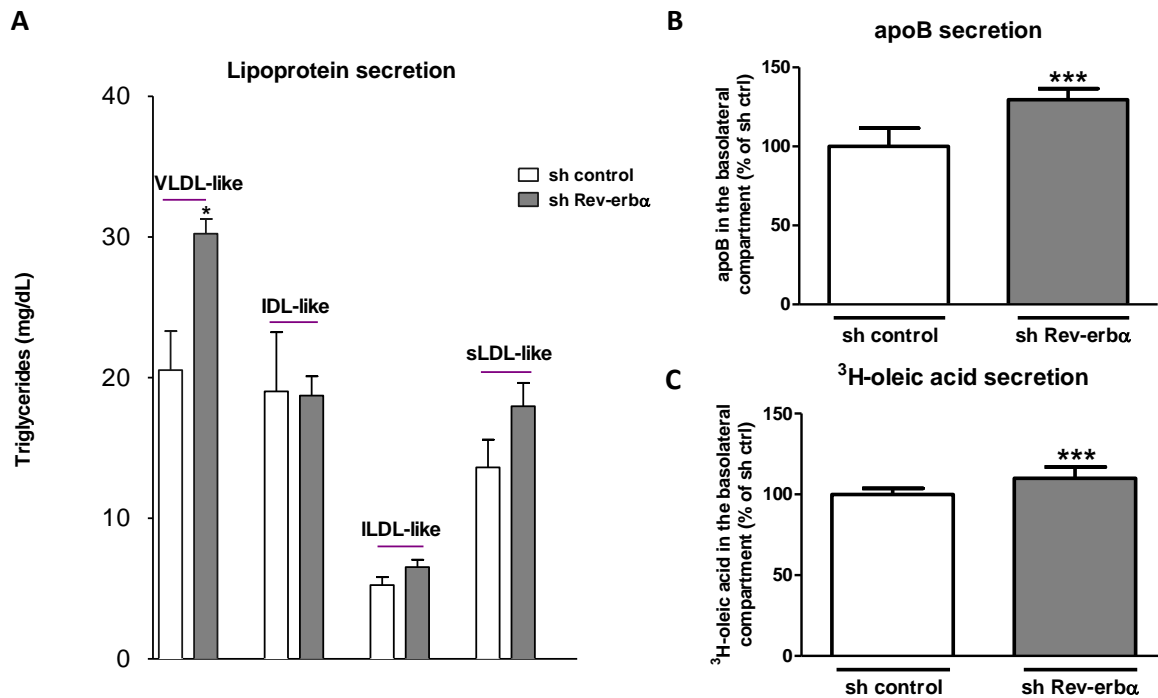 A
Lipoprotein secretion
40
30
20
10
0
Triglycerides (mg/dL)
VLDL-like
*
IDL-like
lLDL-like
sLDL-like
sh control
sh Rev-erbα
B
apoB secretion
150
100
50
0
apoB in the basolateral
compartment (% of sh ctrl)
***
sh control
sh Rev-erbα
C
³H-oleic acid secretion
150
100
50
0
³H-oleic acid in the basolateral
compartment (% of sh ctrl)
***
sh control
sh Rev-erbα